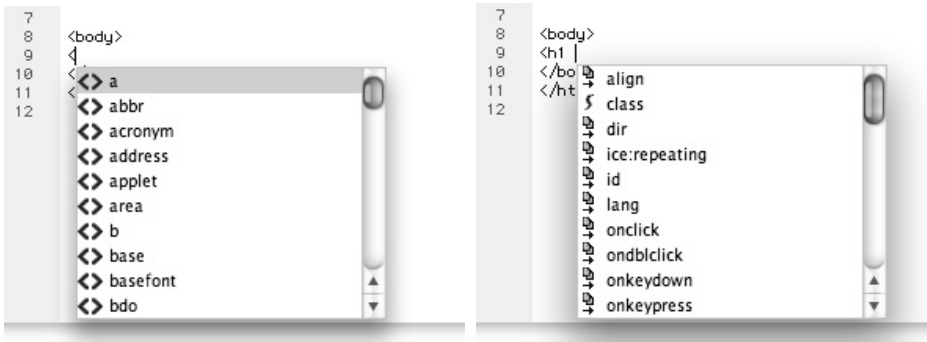 7
8 <body>
9 <
10 <
11 <
12
a
abbr
acronym
address
applet
area
b
base
basefont
bdo
7
8 <body>
9 <h1
10 </bo
11 </ht
12
align
class
dir
ice:repeating
id
lang
onclick
ondblclick
onkeydown
onkeypress